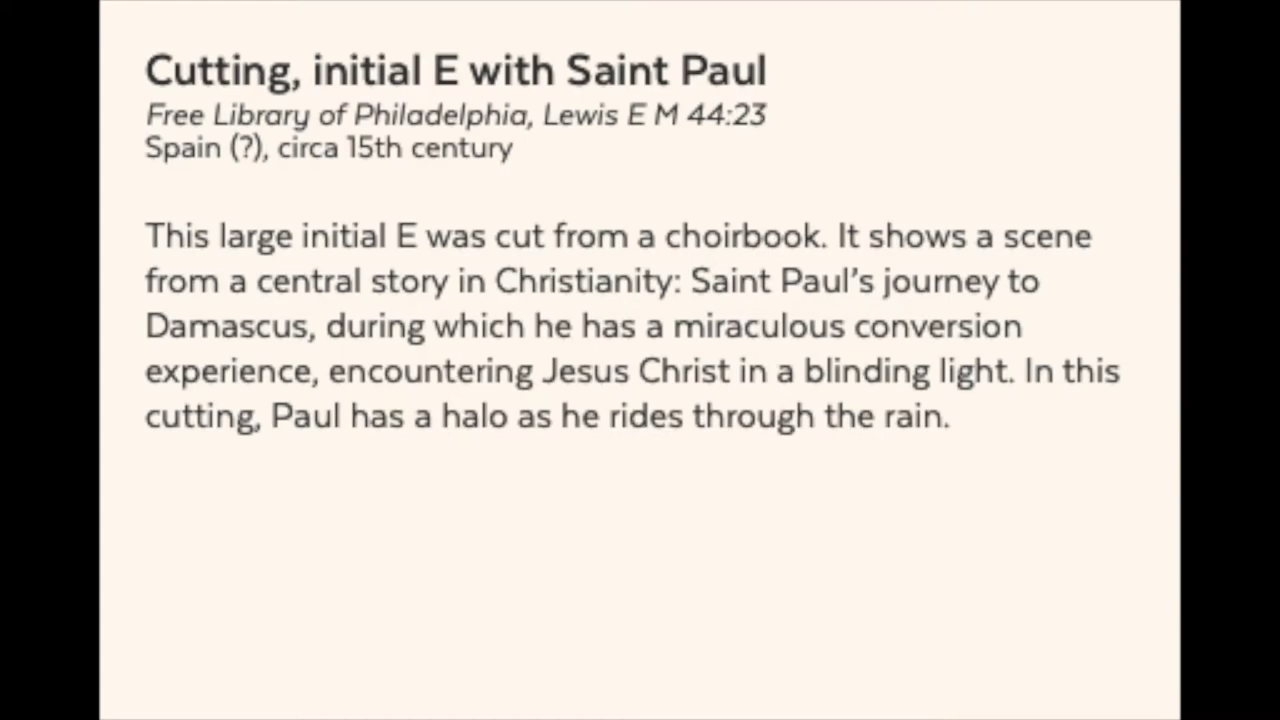 Cutting, initial E with Saint Paul
Free Library of Philadelphia, Lewis E M 44:23
Spain (?), circa 15th century
This large initial E was cut from a choirbook. It shows a scene
from a central story in Christianity: Saint Paul’s journey to
Damascus, during which he has a miraculous conversion
experience, encountering Jesus Christ in a blinding light. In this
cutting, Paul has a halo as he rides through the rain.